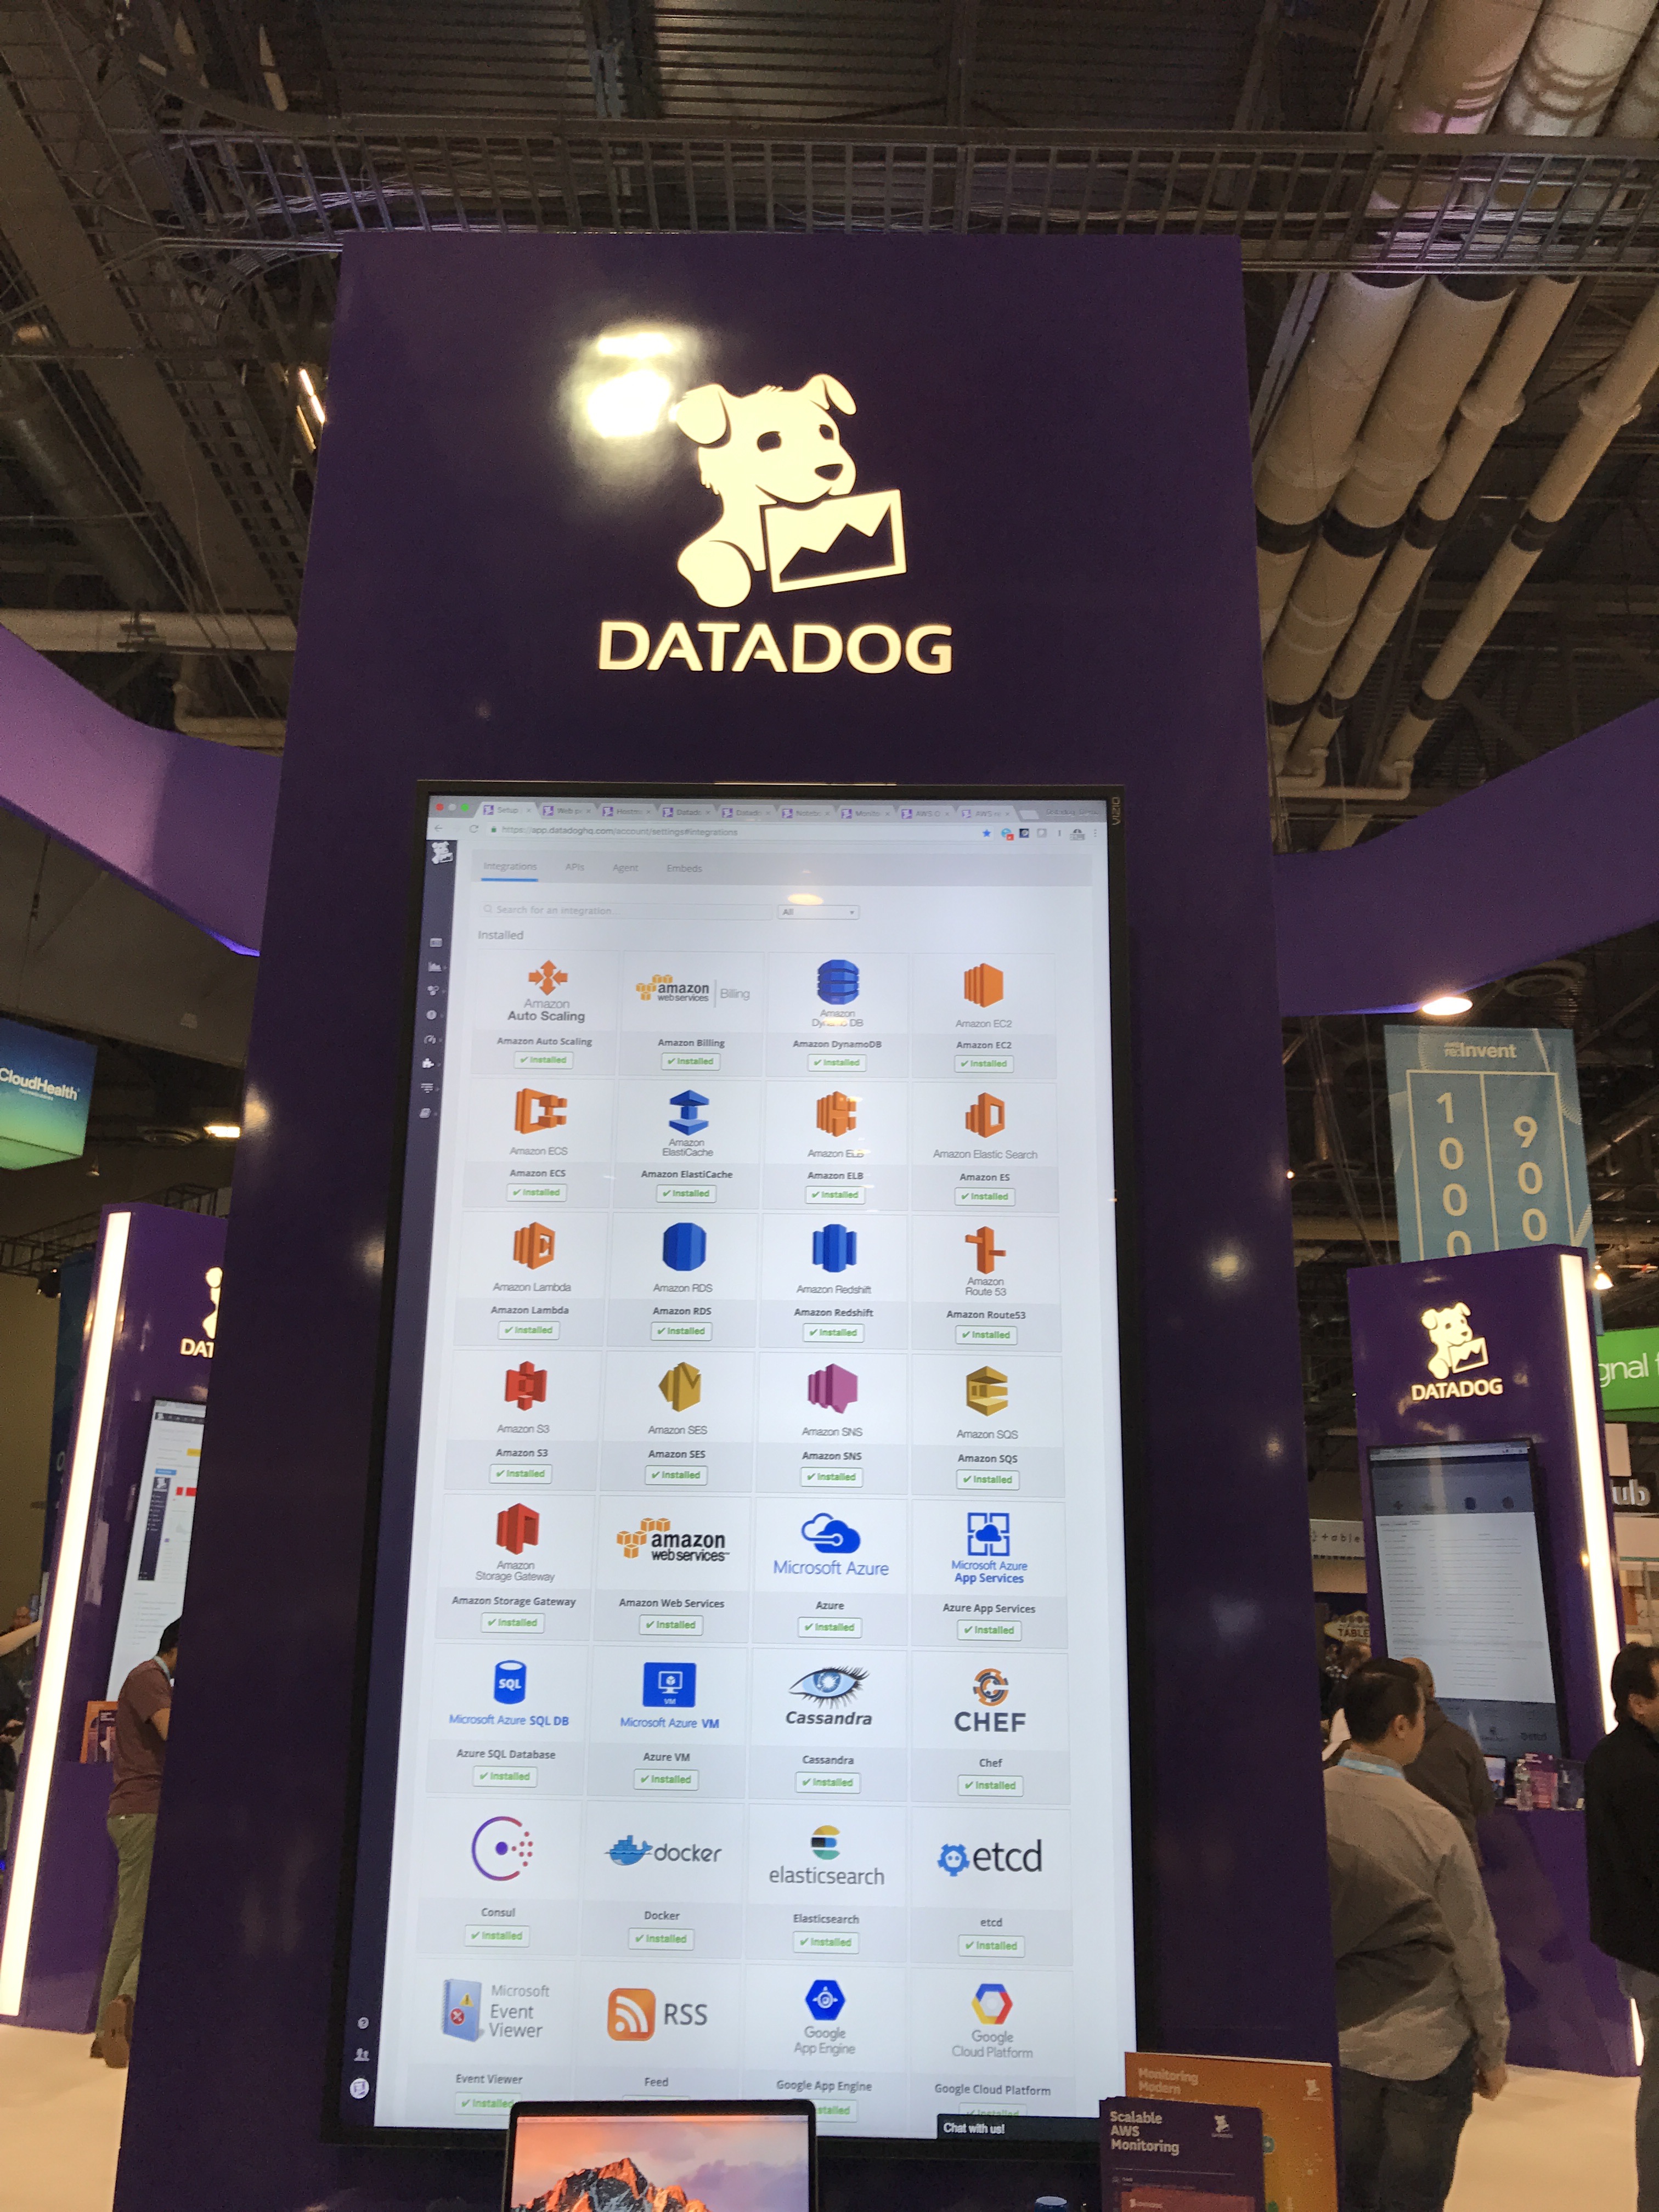 DATADOG
https://app.datadoghq.com/account/settings#integrations
Integrations APIs Agent Embeds
Search for an integration
All
Installed
Amazon
Auto Scaling
amazon
webservices
Billing
Amazon
DynamoDB
Amazon EC2
Amazon Auto Scaling
Amazon Billing
Amazon DynamoDB
Amazon EC2
Installed
Installed
Installed
Installed
Amazon ECS
Amazon
ElastiCache
Amazon ELB
Amazon Elastic Search
Amazon ECS
Amazon ElastiCache
Amazon ELB
Amazon ES
Installed
Installed
Installed
Installed
Amazon Lambda
Amazon RDS
Amazon Redshift
Amazon
Route 53
Amazon Lambda
Amazon RDS
Amazon Redshift
Amazon Route53
Installed
Installed
Installed
Installed
Amazon S3
Amazon SES
Amazon SNS
Amazon SQS
Amazon S3
Amazon SES
Amazon SNS
Amazon SQS
Installed
Installed
Installed
Installed
Amazon
Storage Gateway
amazon
webservices™
Microsoft Azure
Microsoft Azure
App Services
Amazon Storage Gateway
Amazon Web Services
Azure
Azure App Services
Installed
Installed
Installed
Installed
SQL
Microsoft Azure SQL DB
VM
Microsoft Azure VM
Cassandra
CHEF
Azure SQL Database
Azure VM
Cassandra
Chef
Installed
Installed
Installed
Installed
docker
elasticsearch
etcd
Consul
Docker
Elasticsearch
etcd
Installed
Installed
Installed
Installed
Microsoft
Event
Viewer
RSS
Google
App Engine
Google
Cloud Platform
Event Viewer
Feed
Google App Engine
Google Cloud Platform
Installed
Chat with us!
Monitoring
Modern
Scalable
AWS
Monitoring
CloudHealth
TECHNOLOGIES
DAT
re:Invent
1000
900
DATADOG
gnal
ub
TABLE